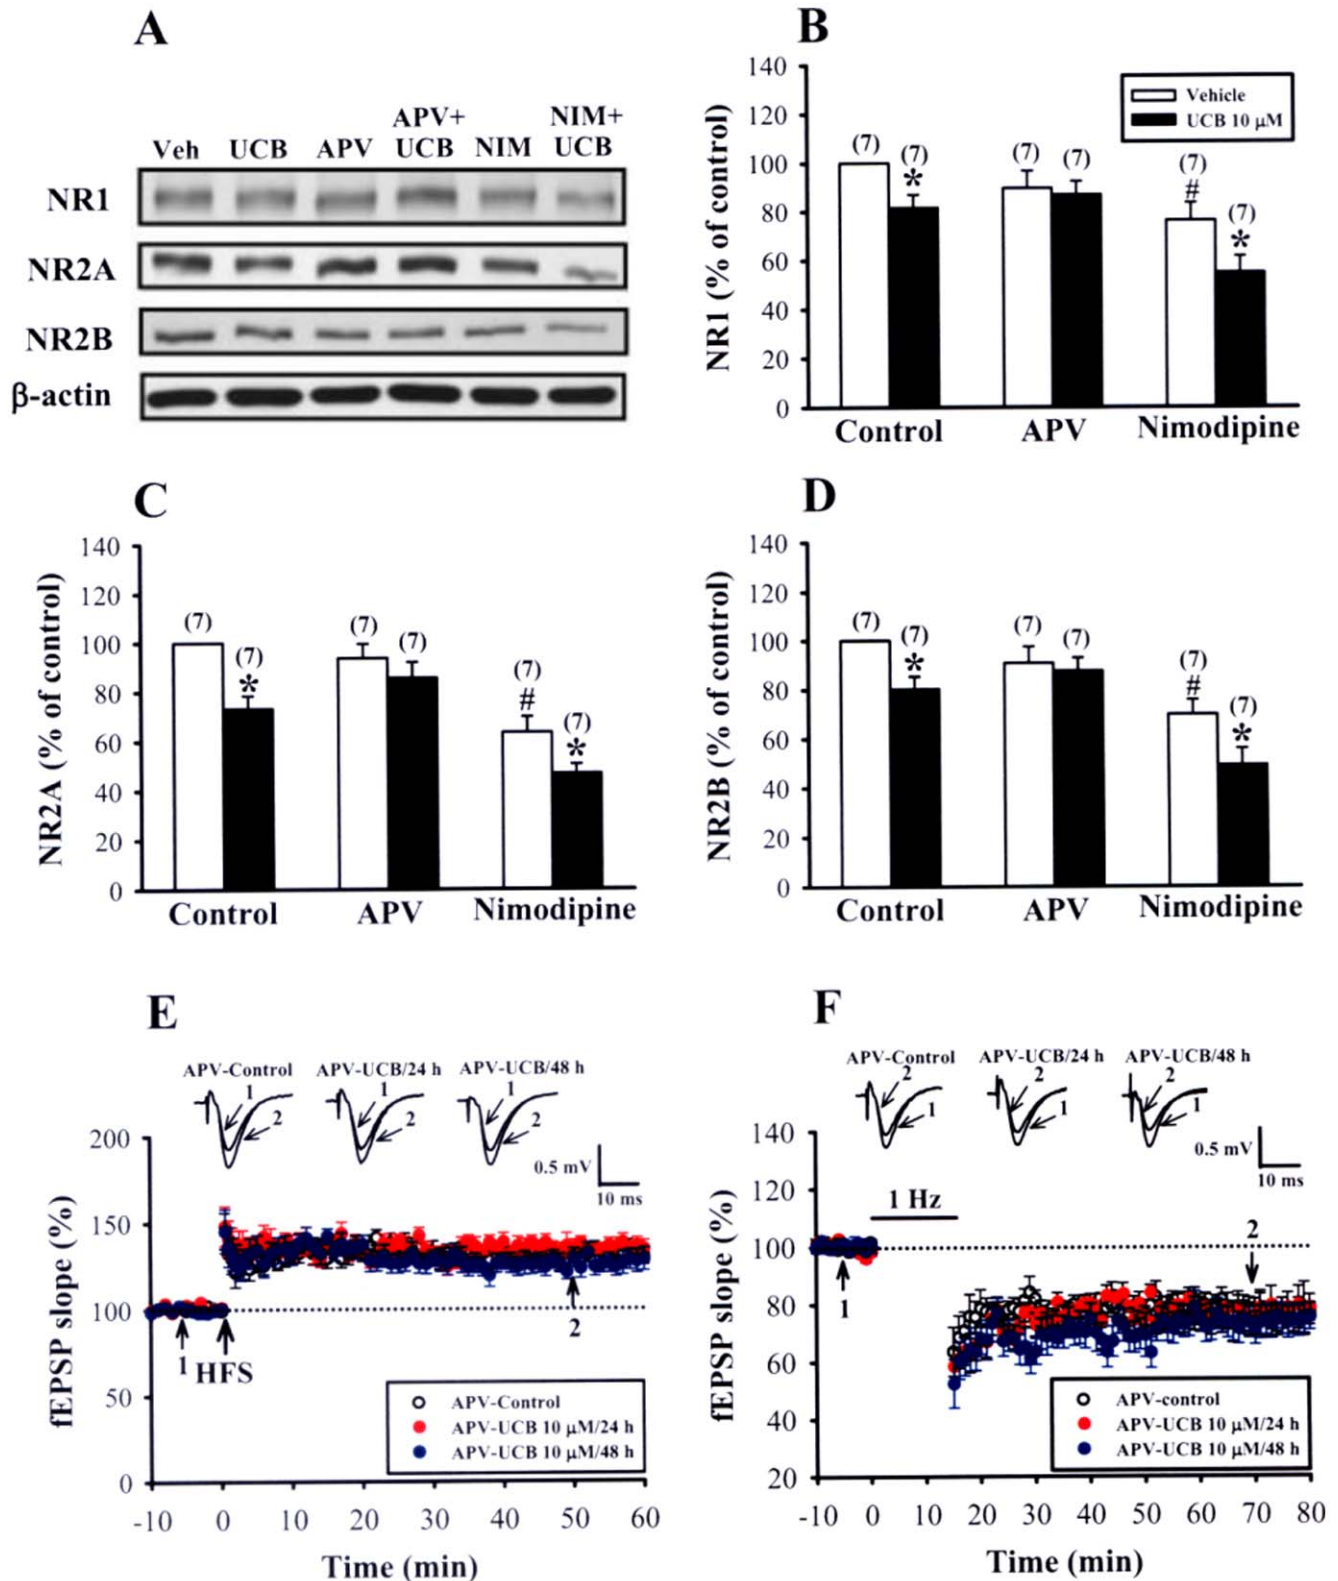 A
Veh UCB APV APV+ UCB NIM NIM+ UCB
NR1
NR2A
NR2B
β-actin
B
Vehicle
UCB 10 μM
NR1 (% of control)
140
120
100
80
60
40
20
0
(7) (7) (7) (7) (7) (7)
* # *
Control APV Nimodipine
C
NR2A (% of control)
140
120
100
80
60
40
20
0
(7) (7) (7) (7) (7) (7)
* # *
Control APV Nimodipine
D
NR2B (% of control)
140
120
100
80
60
40
20
0
(7) (7) (7) (7) (7) (7)
* # *
Control APV Nimodipine
E
APV-Control APV-UCB/24 h APV-UCB/48 h
1 2 1 2 1 2
0.5 mV
10 ms
fEPSP slope (%)
200
150
100
50
0
1 HFS 2
APV-Control
APV-UCB 10 μM/24 h
APV-UCB 10 μM/48 h
-10 0 10 20 30 40 50 60
Time (min)
F
APV-Control APV-UCB/24 h APV-UCB/48 h
2 1 2 1 2 1
0.5 mV
10 ms
fEPSP slope (%)
140
120
100
80
60
40
20
1 Hz
1 2
APV-control
APV-UCB 10 μM/24 h
APV-UCB 10 μM/48 h
-10 0 10 20 30 40 50 60 70 80
Time (min)